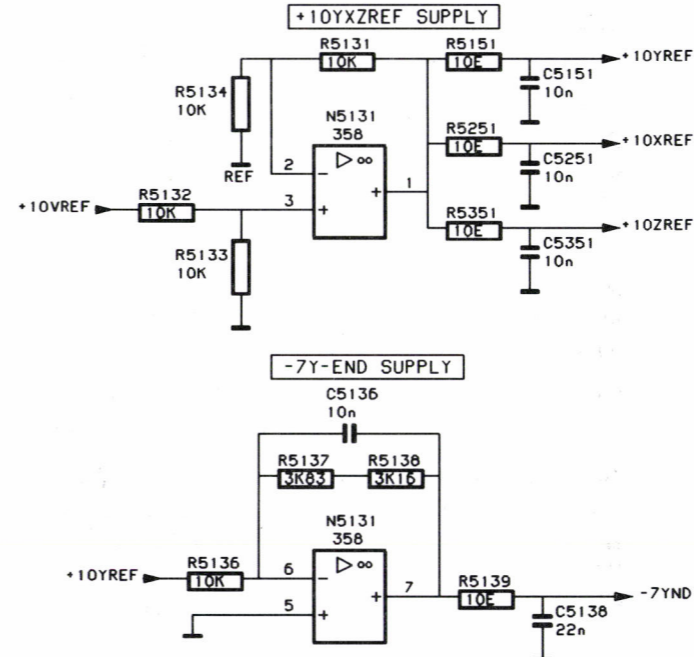 +10YXZREF SUPPLY
R5131
10K
R5151
10E
+10YREF
C5151
10n
R5134
10K
N5131
358
R5251
10E
+10XREF
C5251
10n
REF
2
▷ ∞
−
+
1
R5132
+10VREF
10K
3
+
R5351
10E
+10ZREF
C5351
10n
R5133
10K
-7Y-END SUPPLY
C5136
10n
R5137
3K83
R5138
3K16
N5131
358
▷ ∞
R5136
+10YREF
10K
6
−
5
+
+
7
R5139
10E
-7YND
C5138
22n